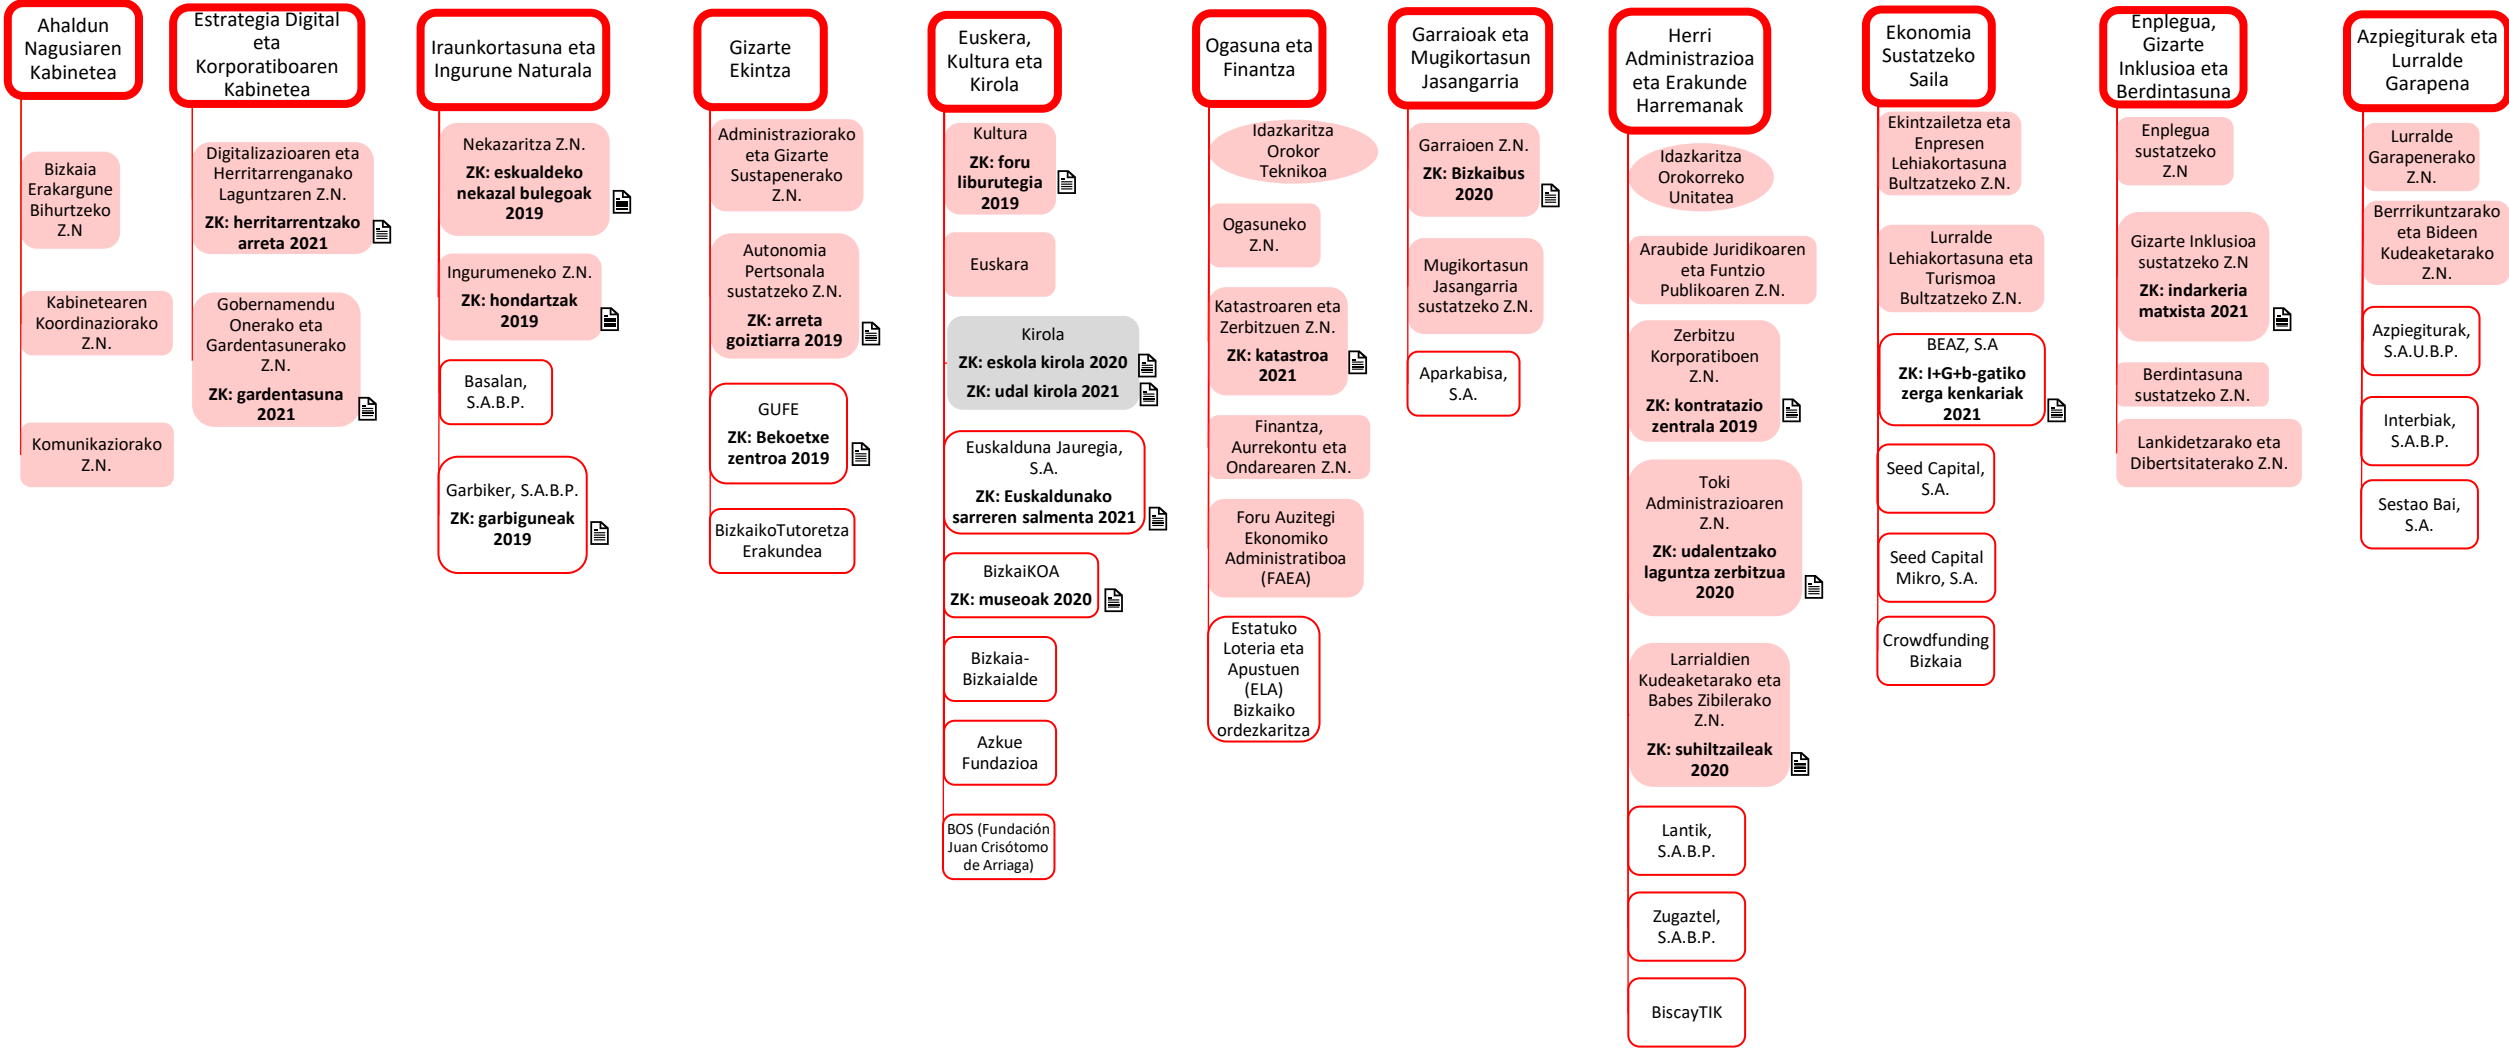 Ahaldun
Nagusiaren
Kabinetea
Bizkaia
Erakargune
Bihurtzeko
Z.N
Kabinetearen
Koordinaziorako
Z.N.
Komunikaziorako
Z.N.
Estrategia Digital
eta
Korporatiboaren
Kabinetea
Digitalizazioaren eta
Herritarrenganako
Laguntzaren Z.N.
ZK: herritarrentzako
arreta 2021
Gobernamendu
Onerako eta
Gardentasunerako
Z.N.
ZK: gardentasuna
2021
Iraunkortasuna eta
Ingurune Naturala
Nekazaritza Z.N.
ZK: eskualdeko
nekazal bulegoak
2019
Ingurumeneko Z.N.
ZK: hondartzak
2019
Basalan,
S.A.B.P.
Garbiker, S.A.B.P.
ZK: garbiguneak
2019
Gizarte
Ekintza
Administraziorako
eta Gizarte
Sustapenerako
Z.N.
Autonomia
Pertsonala
sustatzeko Z.N.
ZK: arreta
goiztiarra 2019
GUFE
ZK: Bekoetxe
zentroa 2019
BizkaikoTutoretza
Erakundea
Euskera,
Kultura eta
Kirola
Kultura
ZK: foru
liburutegia
2019
Euskara
Kirola
ZK: eskola kirola 2020
ZK: udal kirola 2021
Euskalduna Jauregia,
S.A.
ZK: Euskaldunako
sarreren salmenta 2021
BizkaiKOA
ZK: museoak 2020
Bizkaia-
Bizkaialde
Azkue
Fundazioa
BOS (Fundación
Juan Crisótomo
de Arriaga)
Ogasuna eta
Finantza
Idazkaritza
Orokor
Teknikoa
Ogasuneko
Z.N.
Katastroaren eta
Zerbitzuen Z.N.
ZK: katastroa
2021
Finantza,
Aurrekontu eta
Ondarearen Z.N.
Foru Auzitegi
Ekonomiko
Administratiboa
(FAEA)
Estatuko
Loteria eta
Apustuen
(ELA)
Bizkaiko
ordezkaritza
Garraioak eta
Mugikortasun
Jasangarria
Garraioen Z.N.
ZK: Bizkaibus
2020
Mugikortasun
Jasangarria
sustatzeko Z.N.
Aparkabisa,
S.A.
Herri
Administrazioa
eta Erakunde
Harremanak
Idazkaritza
Orokorreko
Unitatea
Araubide Juridikoaren
eta Funtzio
Publikoaren Z.N.
Zerbitzu
Korporatiboen
Z.N.
ZK: kontratazio
zentrala 2019
Toki
Administrazioaren
Z.N.
ZK: udalentzako
laguntza zerbitzua
2020
Larrialdien
Kudeaketarako eta
Babes Zibilerako
Z.N.
ZK: suhiltzaileak
2020
Lantik,
S.A.B.P.
Zugaztel,
S.A.B.P.
BiscayTIK
Ekonomia
Sustatzeko
Saila
Ekintzailetza eta
Enpresen
Lehiakortasuna
Bultzatzeko Z.N.
Lurralde
Lehiakortasuna eta
Turismoa
Bultzatzeko Z.N.
BEAZ, S.A
ZK: I+G+b-gatiko
zerga kenkariak
2021
Seed Capital,
S.A.
Seed Capital
Mikro, S.A.
Crowdfunding
Bizkaia
Enplegua,
Gizarte
Inklusioa eta
Berdintasuna
Enplegua
sustatzeko
Z.N
Gizarte Inklusioa
sustatzeko Z.N
ZK: indarkeria
matxista 2021
Berdintasuna
sustatzeko Z.N.
Lankidetzarako eta
Dibertsitaterako Z.N.
Azpiegiturak eta
Lurralde
Garapena
Lurralde
Garapenerako
Z.N.
Berrrikuntzarako
eta Bideen
Kudeaketarako
Z.N.
Azpiegiturak,
S.A.U.B.P.
Interbiak,
S.A.B.P.
Sestao Bai,
S.A.